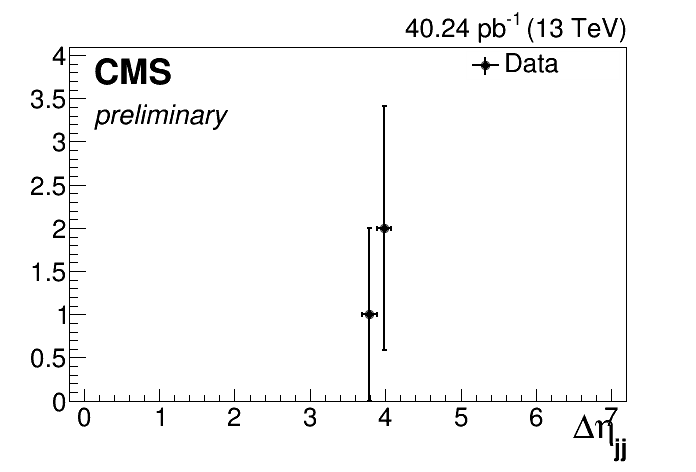 40.24 pb⁻¹ (13 TeV)
CMS
preliminary
Data
4
3.5
3
2.5
2
1.5
1
0.5
0
0 1 2 3 4 5 6 7
Δη_jj